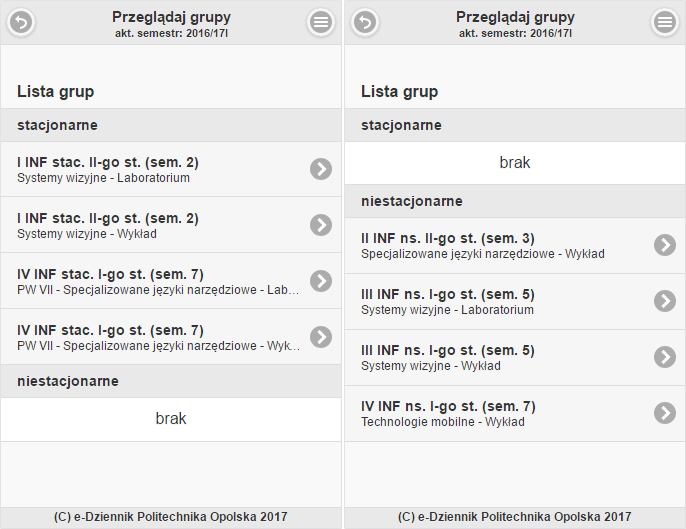 Przeglądaj grupy
akt. semestr: 2016/17l
Lista grup
stacjonarne
I INF stac. II-go st. (sem. 2)
Systemy wizyjne - Laboratorium
I INF stac. II-go st. (sem. 2)
Systemy wizyjne - Wykład
IV INF stac. I-go st. (sem. 7)
PW VII - Specjalizowane języki narzędziowe - Lab...
IV INF stac. I-go st. (sem. 7)
PW VII - Specjalizowane języki narzędziowe - Wyk...
niestacjonarne
brak
(C) e-Dziennik Politechnika Opolska 2017
Przeglądaj grupy
akt. semestr: 2016/17l
Lista grup
stacjonarne
brak
niestacjonarne
II INF ns. II-go st. (sem. 3)
Specjalizowane języki narzędziowe - Wykład
III INF ns. I-go st. (sem. 5)
Systemy wizyjne - Laboratorium
III INF ns. I-go st. (sem. 5)
Systemy wizyjne - Wykład
IV INF ns. I-go st. (sem. 7)
Technologie mobilne - Wykład
(C) e-Dziennik Politechnika Opolska 2017